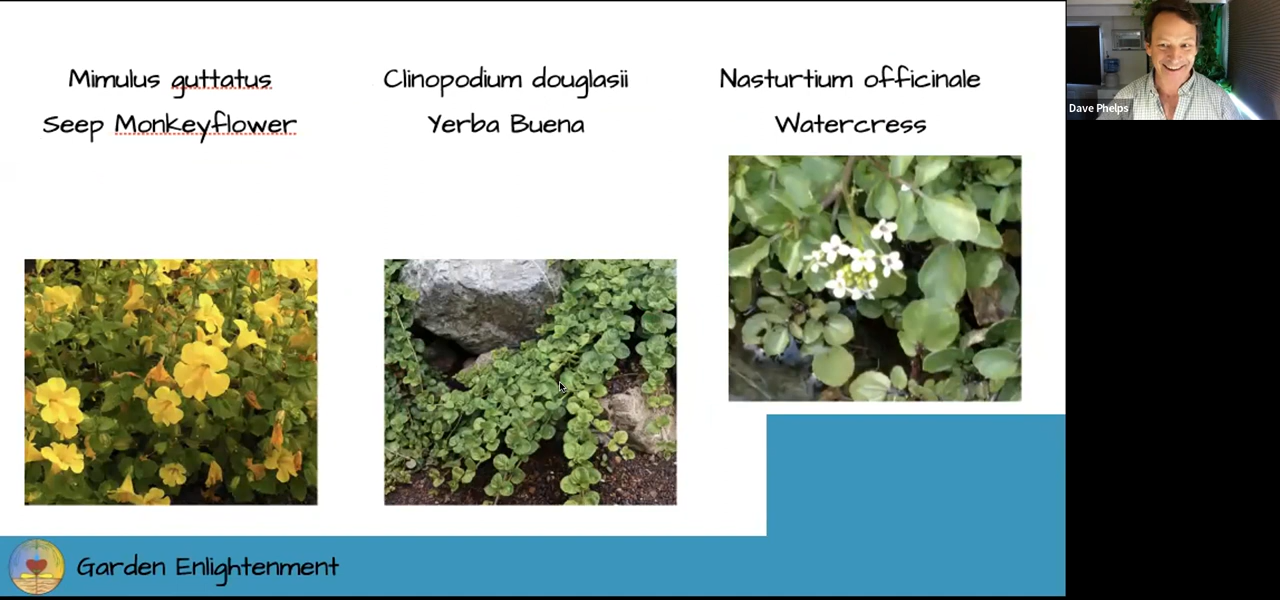 Mimulus guttatus
Seep Monkeyflower
Clinopodium douglasii
Yerba Buena
Nasturtium officinale
Watercress
Dave Phelps
Garden Enlightenment